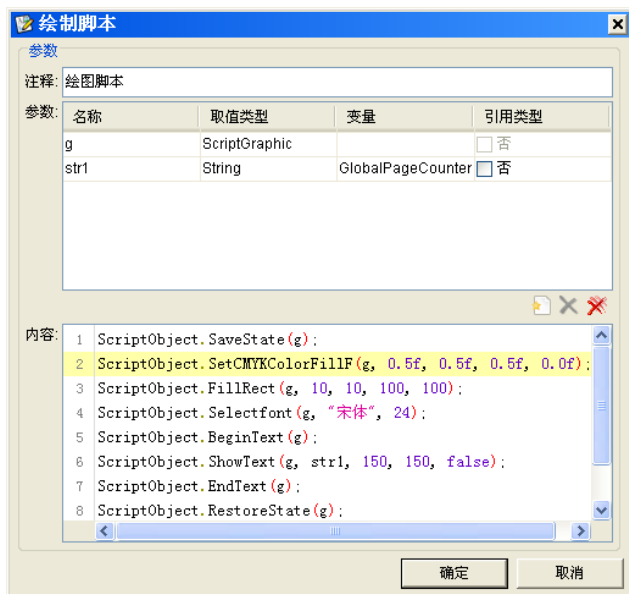 绘制脚本
参数
注释: 绘图脚本
参数: 名称 取值类型 变量 引用类型
g ScriptGraphic 否
str1 String GlobalPageCounter 否
内容: 1 ScriptObject.SaveState(g);
2 ScriptObject.SetCMYKColorFillF(g, 0.5f, 0.5f, 0.5f, 0.0f);
3 ScriptObject.FillRect(g, 10, 10, 100, 100);
4 ScriptObject.Selectfont(g, "宋体", 24);
5 ScriptObject.BeginText(g);
6 ScriptObject.ShowText(g, str1, 150, 150, false);
7 ScriptObject.EndText(g);
8 ScriptObject.RestoreState(g);
确定 取消